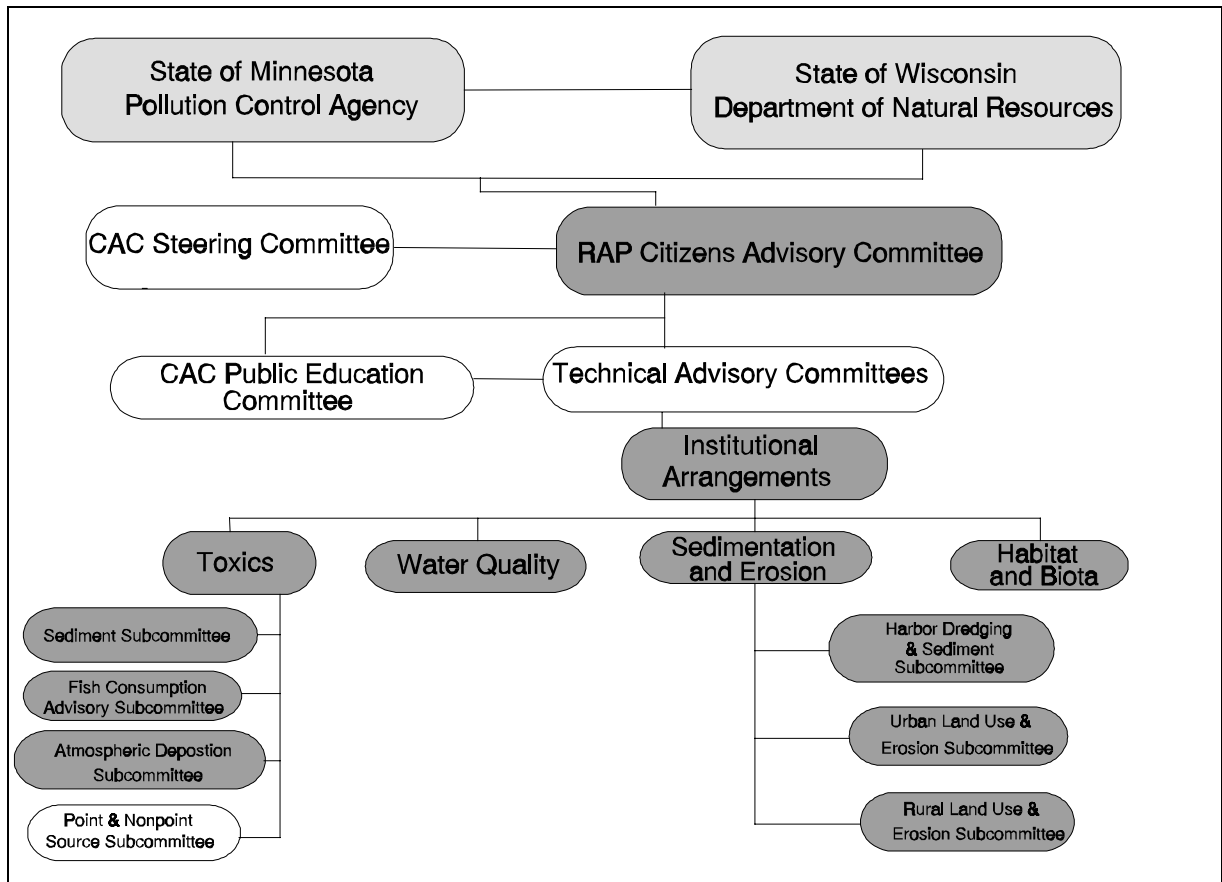 State of Minnesota
Pollution Control Agency
State of Wisconsin
Department of Natural Resources
CAC Steering Committee
RAP Citizens Advisory Committee
CAC Public Education
Committee
Technical Advisory Committees
Institutional
Arrangements
Toxics
Water Quality
Sedimentation
and Erosion
Habitat
and Biota
Sediment Subcommittee
Fish Consumption
Advisory Subcommittee
Atmospheric Depostion
Subcommittee
Point & Nonpoint
Source Subcommittee
Harbor Dredging
& Sediment
Subcommittee
Urban Land Use &
Erosion Subcommittee
Rural Land Use &
Erosion Subcommittee